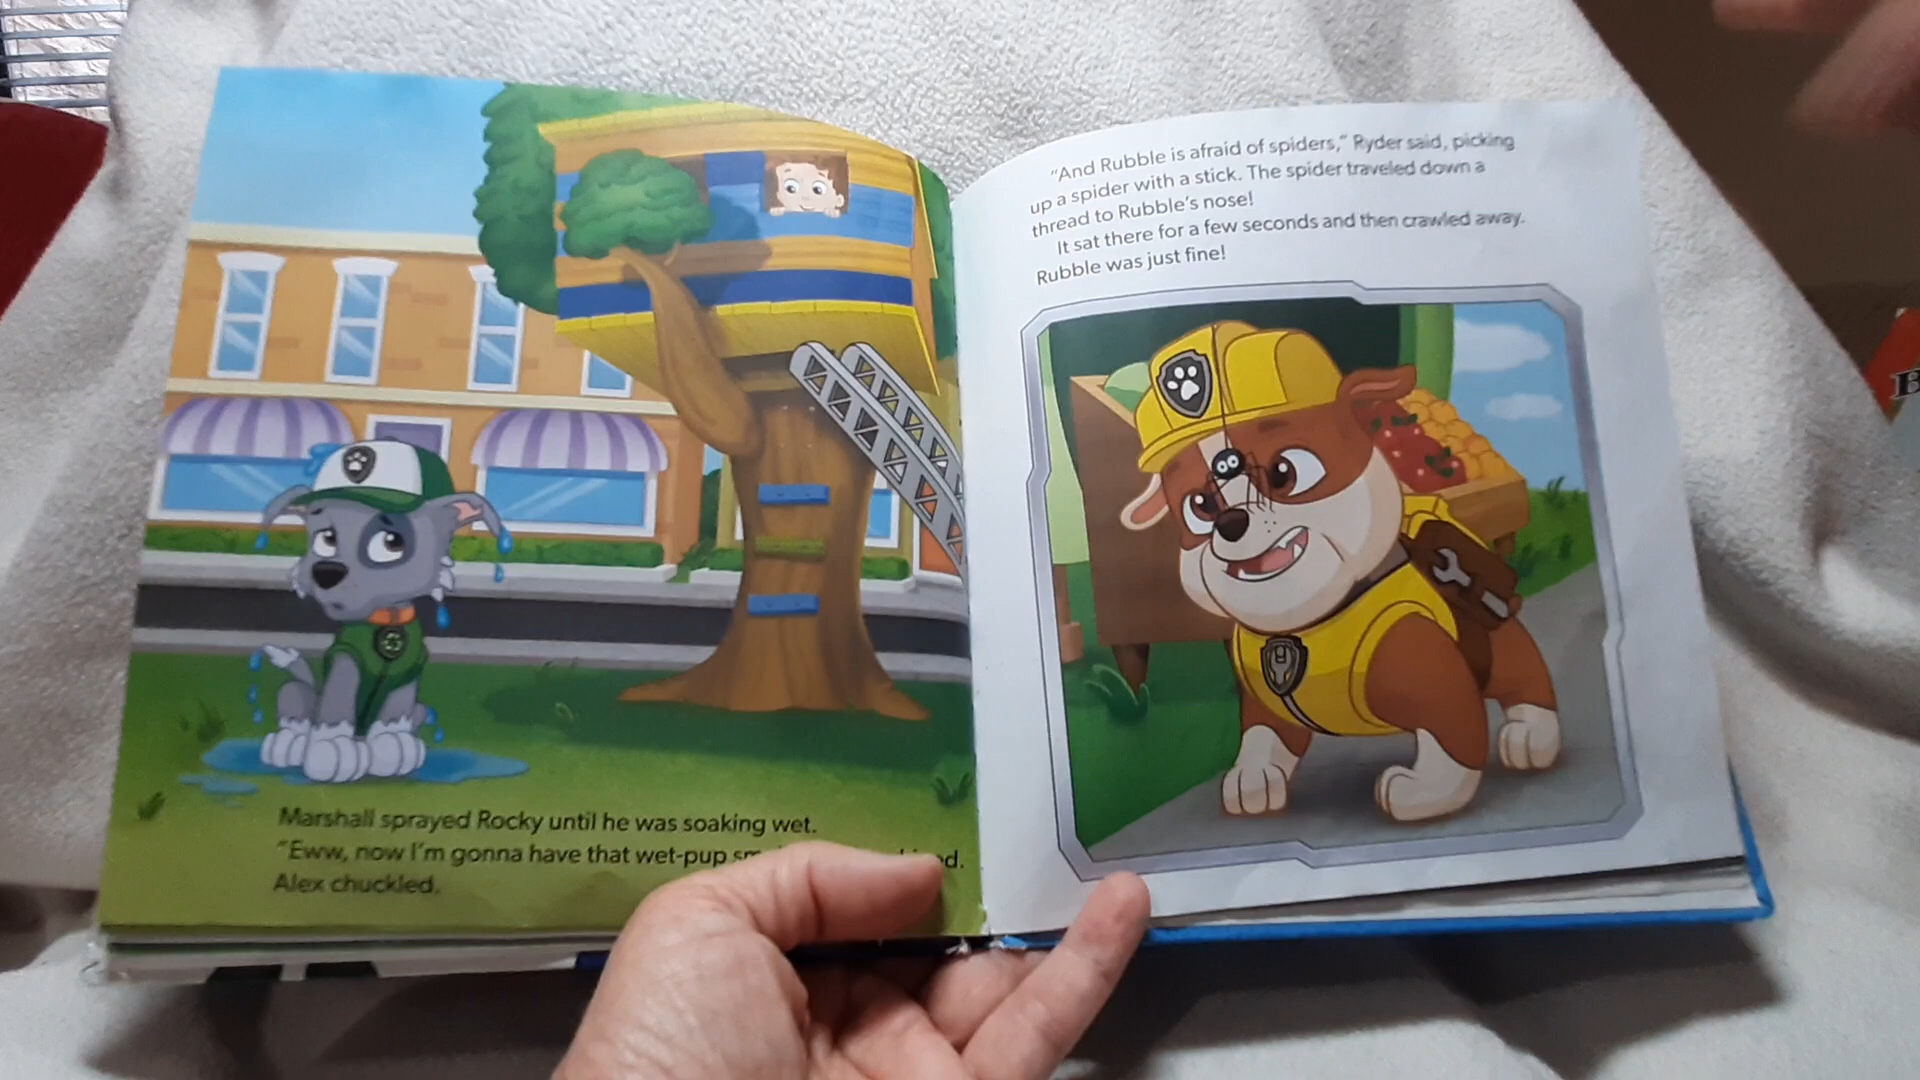 Marshall sprayed Rocky until he was soaking wet.
"Eww, now I'm gonna have that wet-pup
Alex chuckled.
"And Rubble is afraid of spiders," Ryder said, picking
up a spider with a stick. The spider traveled down a
thread to Rubble's nose!
It sat there for a few seconds and then crawled away.
Rubble was just fine!
B